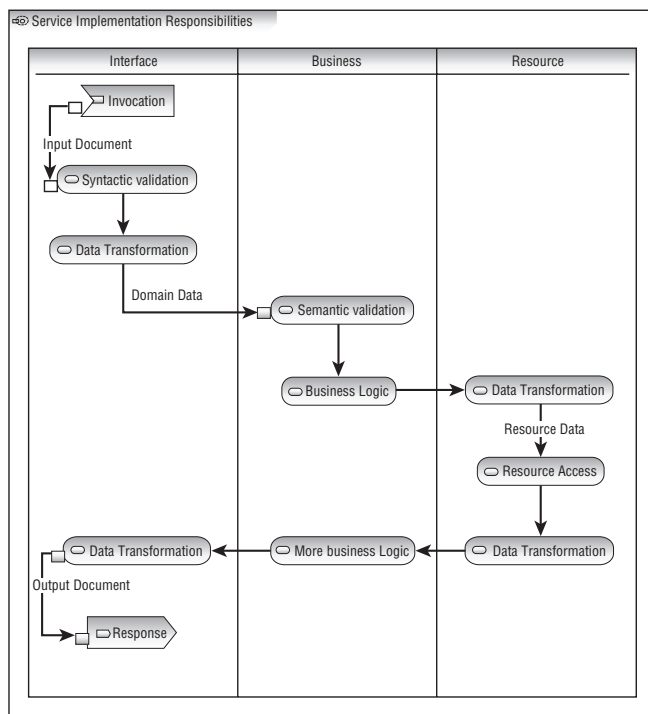 Service Implementation Responsibilities
Interface
Business
Resource
Invocation
Input Document
Syntactic validation
Data Transformation
Domain Data
Semantic validation
Business Logic
Data Transformation
Resource Data
Resource Access
Data Transformation
More business Logic
Data Transformation
Output Document
Response